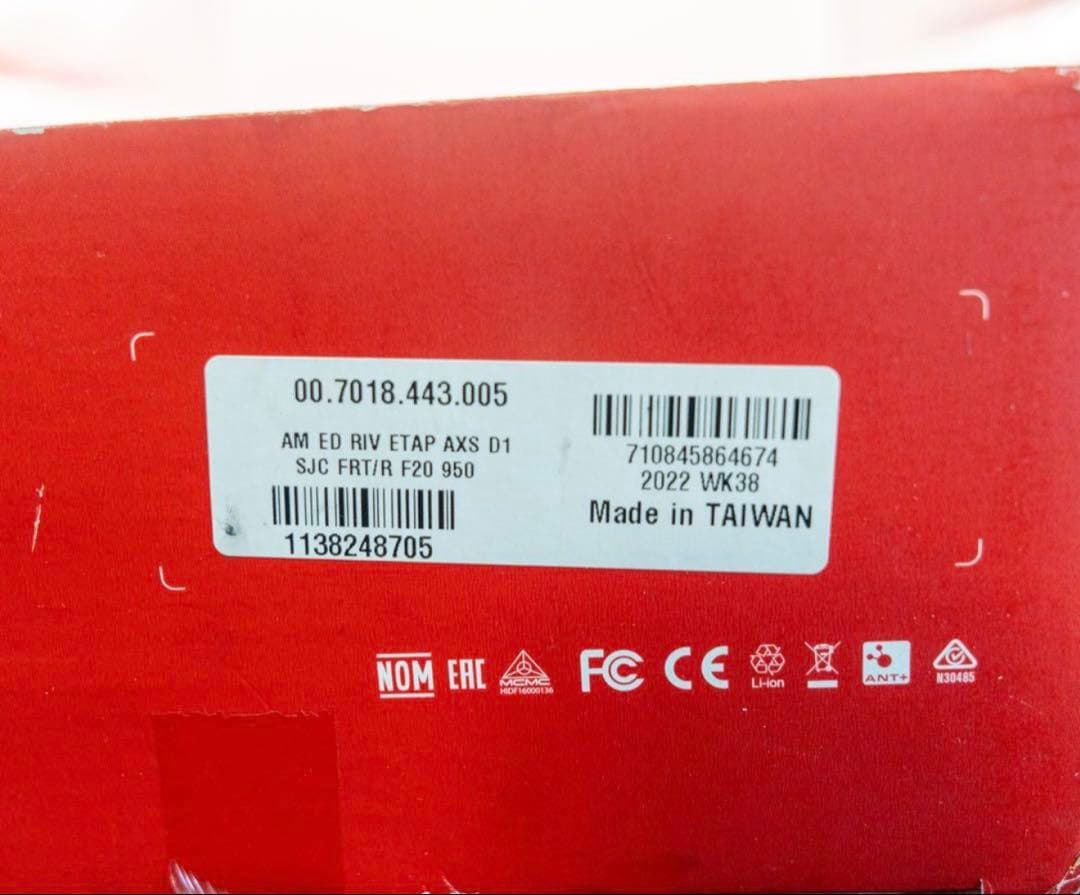 00.7018.443.005
AM ED RIV ETAP AXS D1
SJC FRT/R F20 950
1138248705
710845864674
2022 WK38
Made in TAIWAN
NOM EAC MCMC FC CE Li-ion ANT+
HIDF16000136
N30485